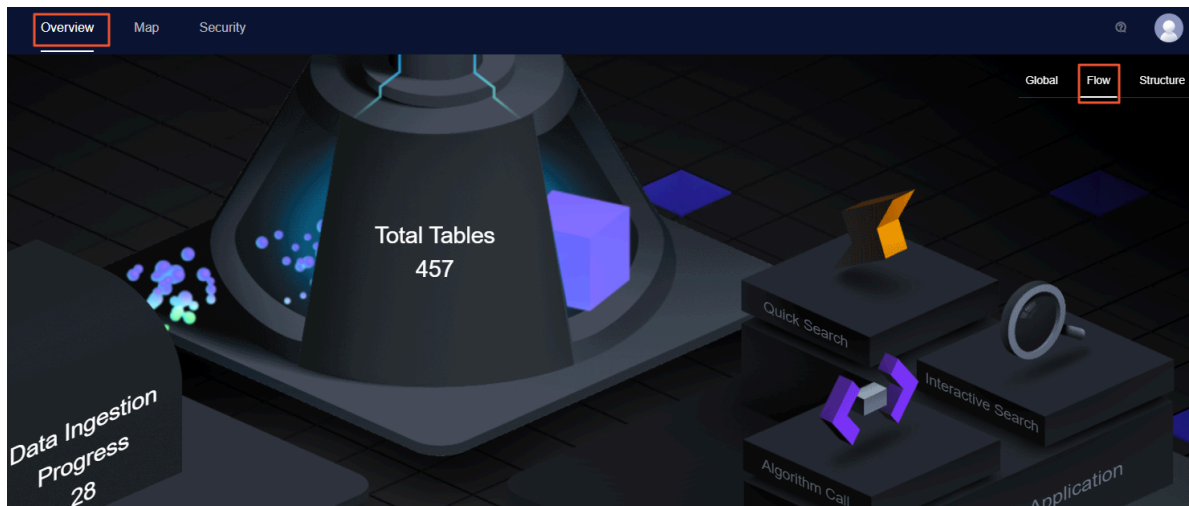 Overview Map Security
Global Flow Structure
Total Tables
457
Quick Search
Interactive Search
Data Ingestion
Progress
28
Algorithm Call
Application